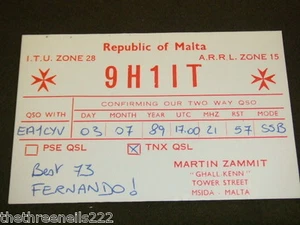 Republic of Malta
I.T.U. ZONE 28 A.R.R.L. ZONE 15
9H1IT
CONFIRMING OUR TWO WAY QSO
QSO WITH DAY MONTH YEAR UTC MHZ RST MODE
EA1CYV 03 07 89 17.00 21 57 SSB
PSE QSL X TNX QSL
Best 73
FERNANDO!
MARTIN ZAMMIT
"GHALL KENN"
TOWER STREET
MSIDA - MALTA
thethreenells222